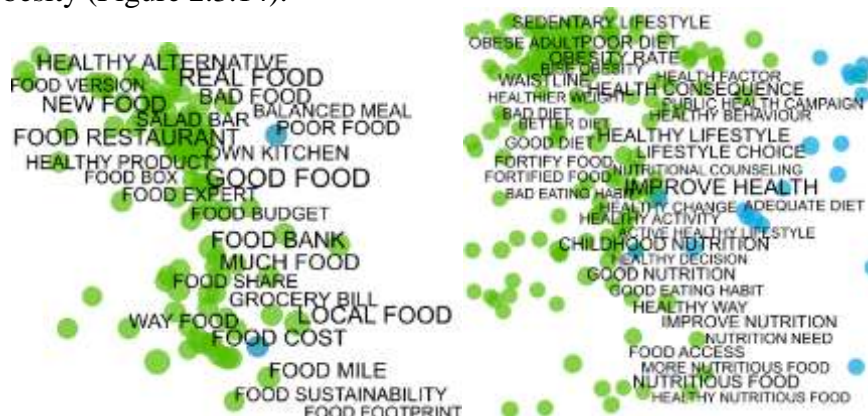 besity (Figure 2.3.14).
HEALTHY ALTERNATIVE
REAL FOOD
FOOD VERSION
BAD FOOD
NEW FOOD
BALANCED MEAL
SALAD BAR
POOR FOOD
FOOD RESTAURANT
OWN KITCHEN
HEALTHY PRODUCT
FOOD BOX
GOOD FOOD
FOOD EXPERT
FOOD BUDGET
FOOD BANK
MUCH FOOD
FOOD SHARE
GROCERY BILL
LOCAL FOOD
WAY FOOD
FOOD COST
FOOD MILE
FOOD SUSTAINABILITY
FOOD FOOTPRINT
SEDENTARY LIFESTYLE
OBESE ADULT
POOR DIET
OBESITY RATE
RISE OBESITY
WAISTLINE
HEALTH FACTOR
HEALTH CONSEQUENCE
HEALTHIER WEIGHT
PUBLIC HEALTH CAMPAIGN
BAD DIET
HEALTHY BEHAVIOUR
BETTER DIET
HEALTHY LIFESTYLE
GOOD DIET
LIFESTYLE CHOICE
FORTIFY FOOD
NUTRITIONAL COUNSELING
FORTIFIED FOOD
IMPROVE HEALTH
BAD EATING HABIT
HEALTHY CHANGE
ADEQUATE DIET
HEALTHY ACTIVITY
ACTIVE HEALTHY LIFESTYLE
CHILDHOOD NUTRITION
HEALTHY DECISION
GOOD NUTRITION
GOOD EATING HABIT
HEALTHY WAY
IMPROVE NUTRITION
NUTRITION NEED
FOOD ACCESS
MORE NUTRITIOUS FOOD
NUTRITIOUS FOOD
HEALTHY NUTRITIOUS FOOD